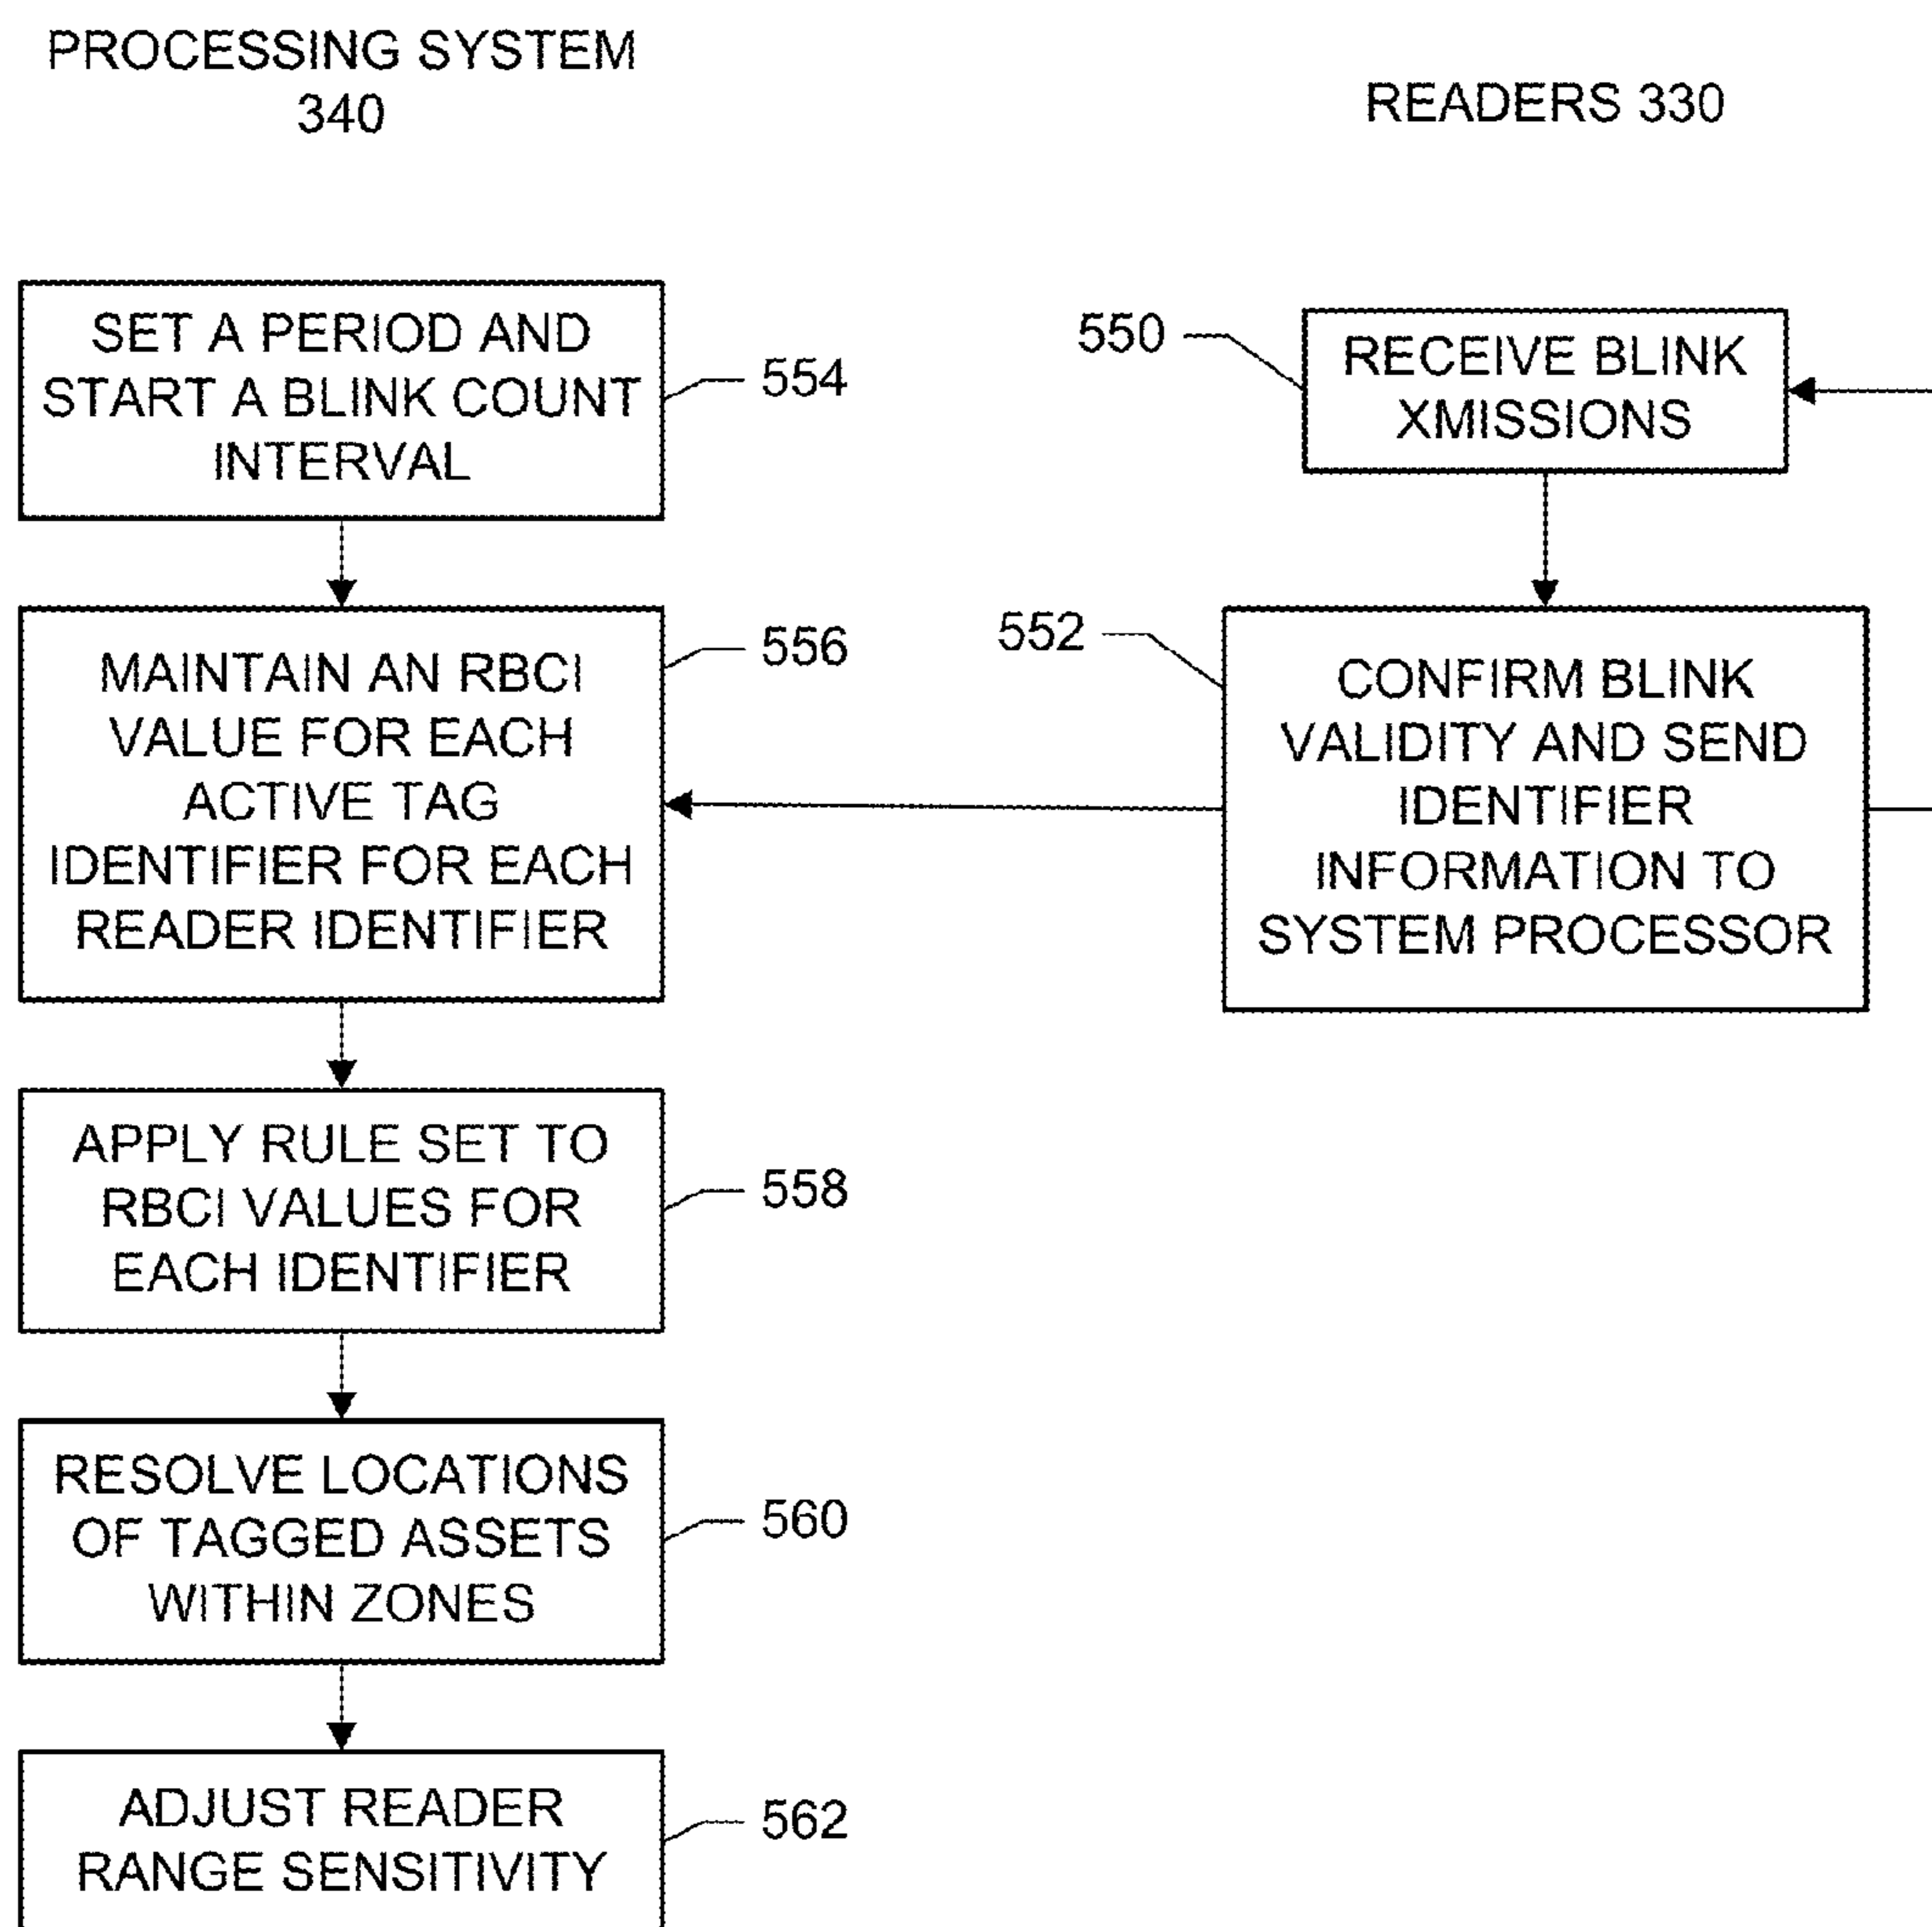 PROCESSING SYSTEM
340
READERS 330
SET A PERIOD AND
START A BLINK COUNT
INTERVAL
554
MAINTAIN AN RBCI
VALUE FOR EACH
ACTIVE TAG
IDENTIFIER FOR EACH
READER IDENTIFIER
556
APPLY RULE SET TO
RBCI VALUES FOR
EACH IDENTIFIER
558
RESOLVE LOCATIONS
OF TAGGED ASSETS
WITHIN ZONES
560
ADJUST READER
RANGE SENSITIVITY
562
550
RECEIVE BLINK
XMISSIONS
552
CONFIRM BLINK
VALIDITY AND SEND
IDENTIFIER
INFORMATION TO
SYSTEM PROCESSOR